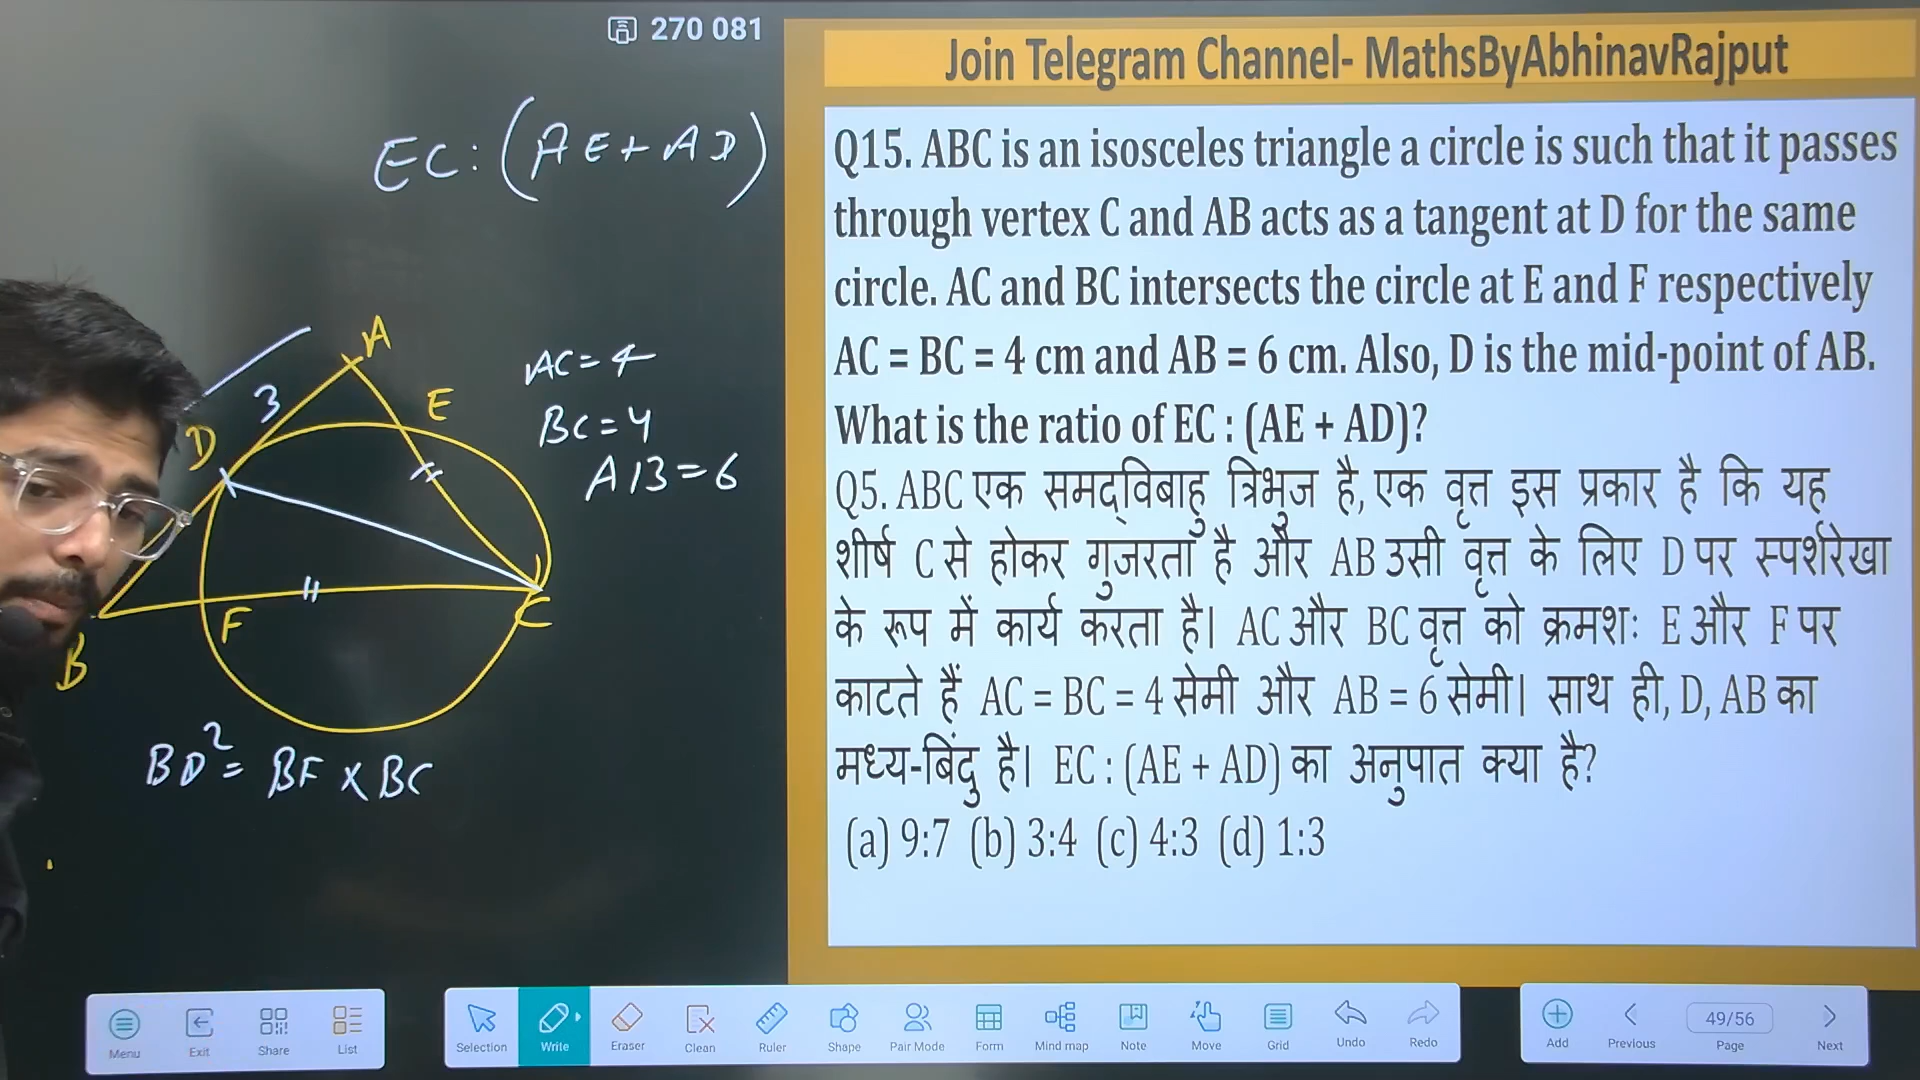 270 081
EC: (AE + AD)
A
E
3
D
F
C
B
AC = 4
BC = 4
AB = 6
BD² = BF × BC
Join Telegram Channel- MathsByAbhinavRajput
Q15. ABC is an isosceles triangle a circle is such that it passes
through vertex C and AB acts as a tangent at D for the same
circle. AC and BC intersects the circle at E and F respectively
AC = BC = 4 cm and AB = 6 cm. Also, D is the mid-point of AB.
What is the ratio of EC : (AE + AD)?
Q5. ABC एक समद्विबाहु त्रिभुज है, एक वृत्त इस प्रकार है कि यह
शीर्ष C से होकर गुजरता है और AB उसी वृत्त के लिए D पर स्पर्शरेखा
के रूप में कार्य करता है। AC और BC वृत्त को क्रमशः E और F पर
काटते हैं AC = BC = 4 सेमी और AB = 6 सेमी। साथ ही, D, AB का
मध्य-बिंदु है। EC : (AE + AD) का अनुपात क्या है?
(a) 9:7 (b) 3:4 (c) 4:3 (d) 1:3
Menu Exit Share List
Selection Write Eraser Clean Ruler Shape Pair Mode Form Mind map Note Move Grid Undo Redo
49/56
Add Previous Page Next